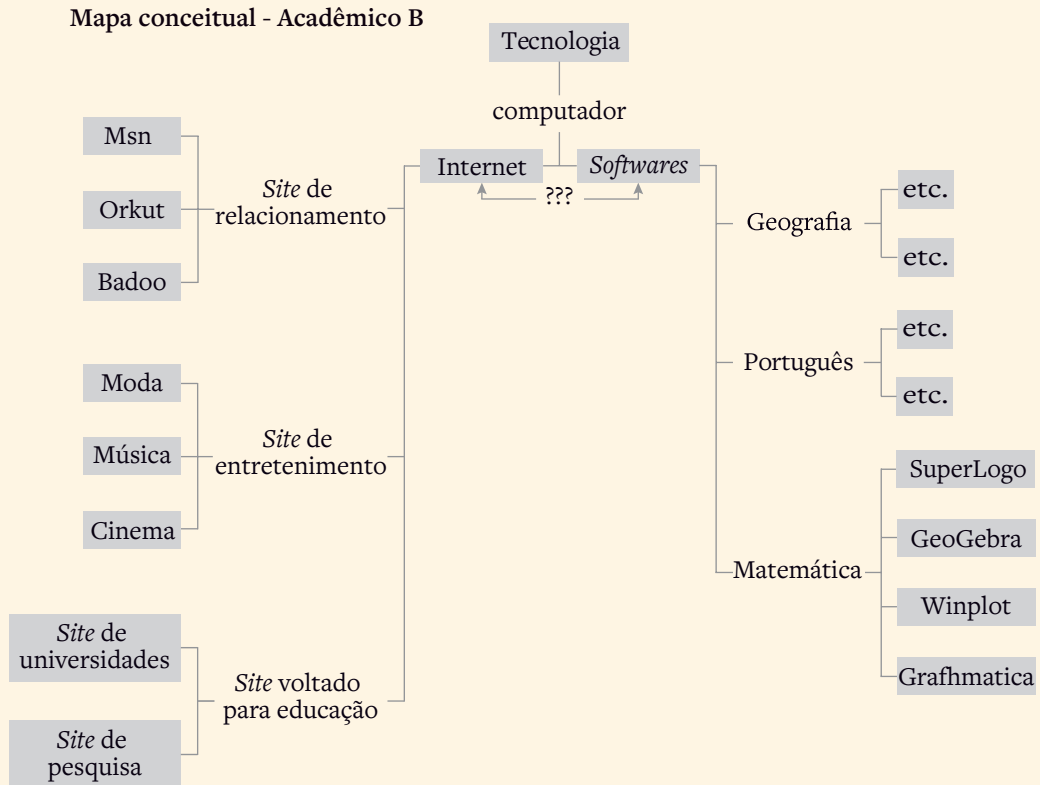 Mapa conceitual - Acadêmico B
Tecnologia
computador
Internet
Softwares
???
Msn
Orkut
Badoo
Site de
relacionamento
Moda
Música
Cinema
Site de
entretenimento
Site de
universidades
Site de
pesquisa
Site voltado
para educação
Geografia
etc.
etc.
Português
etc.
etc.
Matemática
SuperLogo
GeoGebra
Winplot
Grafhmatica